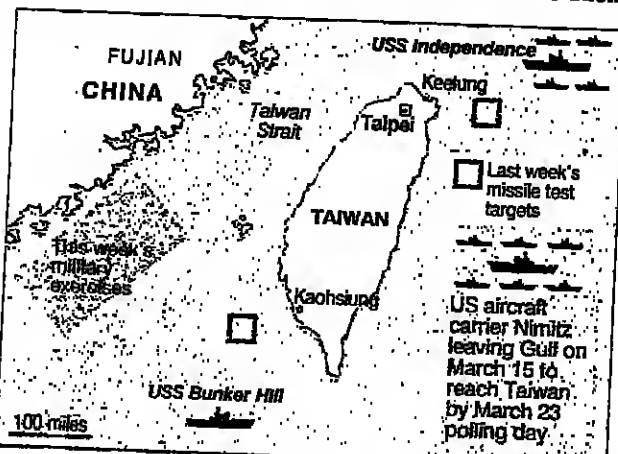 FUJIAN
CHINA
USS Independence
Keelung
Taiwan
Strait
Taipei
Last week's
missile test
targets
TAIWAN
This week
military
exercises
Kaohsiung
US aircraft
carrier Nimitz
leaving Gulf on
March 15 to
reach Taiwan
by March 23
polling day
USS Bunker Hill
100 miles